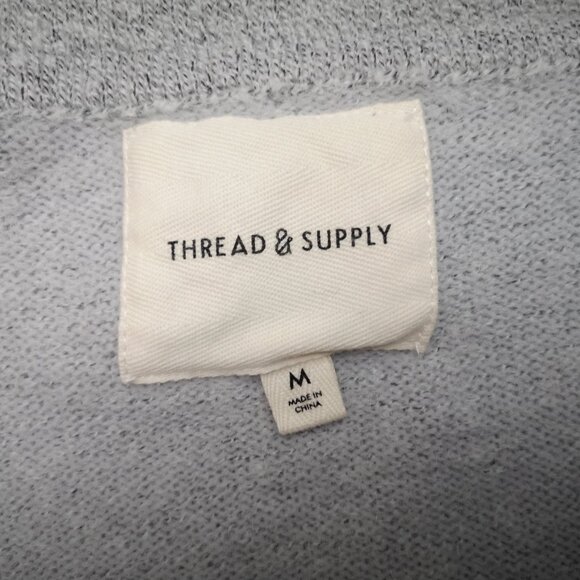 THREAD & SUPPLY
M
MADE IN
CHINA